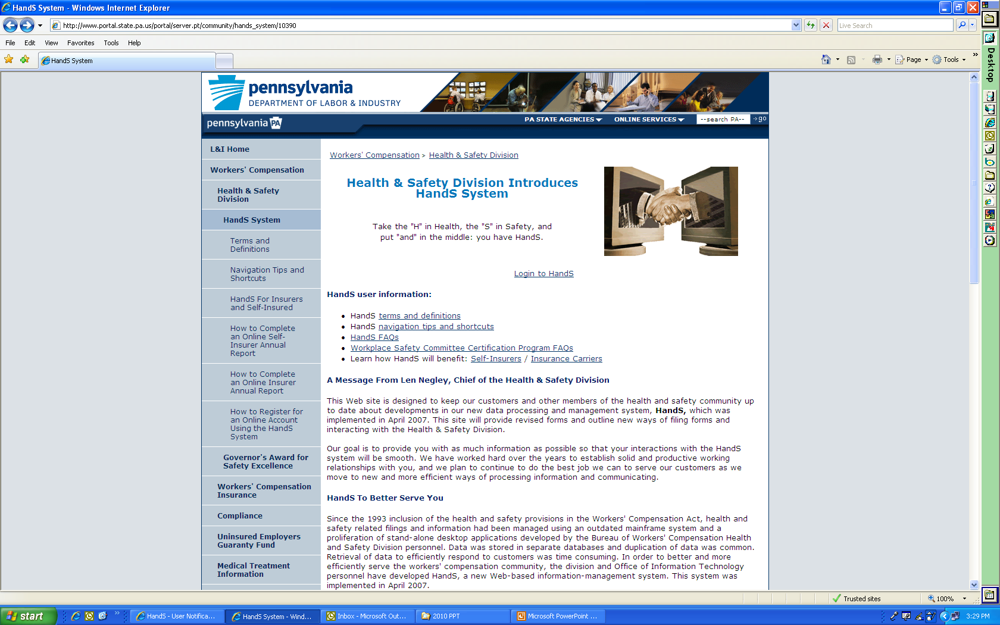 HandS System - Windows Internet Explorer
http://www.portal.state.pa.us/portal/server.pt/community/hands_system/10390
Live Search
File Edit View Favorites Tools Help
HandS System
Page Tools
Desktop
pennsylvania
DEPARTMENT OF LABOR & INDUSTRY
pennsylvania PA
PA STATE AGENCIES ONLINE SERVICES --search PA-- go
L&I Home
Workers' Compensation
Health & Safety
Division
HandS System
Terms and
Definitions
Navigation Tips and
Shortcuts
HandS For Insurers
and Self-Insured
How to Complete
an Online Self-
Insurer Annual
Report
How to Complete
an Online Insurer
Annual Report
How to Register for
an Online Account
Using the HandS
System
Governor's Award for
Safety Excellence
Workers' Compensation
Insurance
Compliance
Uninsured Employers
Guaranty Fund
Medical Treatment
Information
Workers' Compensation > Health & Safety Division
Health & Safety Division Introduces
HandS System
Take the "H" in Health, the "S" in Safety, and
put "and" in the middle: you have HandS.
Login to HandS
HandS user information:
• HandS terms and definitions
• HandS navigation tips and shortcuts
• HandS FAQs
• Workplace Safety Committee Certification Program FAQs
• Learn how HandS will benefit: Self-Insurers / Insurance Carriers
A Message From Len Negley, Chief of the Health & Safety Division
This Web site is designed to keep our customers and other members of the health and safety community up
to date about developments in our new data processing and management system, HandS, which was
implemented in April 2007. This site will provide revised forms and outline new ways of filing forms and
interacting with the Health & Safety Division.
Our goal is to provide you with as much information as possible so that your interactions with the HandS
system will be smooth. We have worked hard over the years to establish solid and productive working
relationships with you, and we plan to continue to do the best job we can to serve our customers as we
move to new and more efficient ways of processing information and communicating.
HandS To Better Serve You
Since the 1993 inclusion of the health and safety provisions in the Workers' Compensation Act, health and
safety related filings and information had been managed using an outdated mainframe system and a
proliferation of stand-alone desktop applications developed by the Bureau of Workers' Compensation Health
and Safety Division personnel. Data was stored in separate databases and duplication of data was common.
Retrieval of data to efficiently respond to customers was time consuming. In order to better and more
efficiently serve the workers' compensation community, the division and Office of Information Technology
personnel have developed HandS, a new Web-based information-management system. This system was
implemented in April 2007.
Trusted sites 100%
start HandS - User Notifica... HandS System - Wind... Inbox - Microsoft Out... 2010 PPT Microsoft PowerPoint ... 3:29 PM